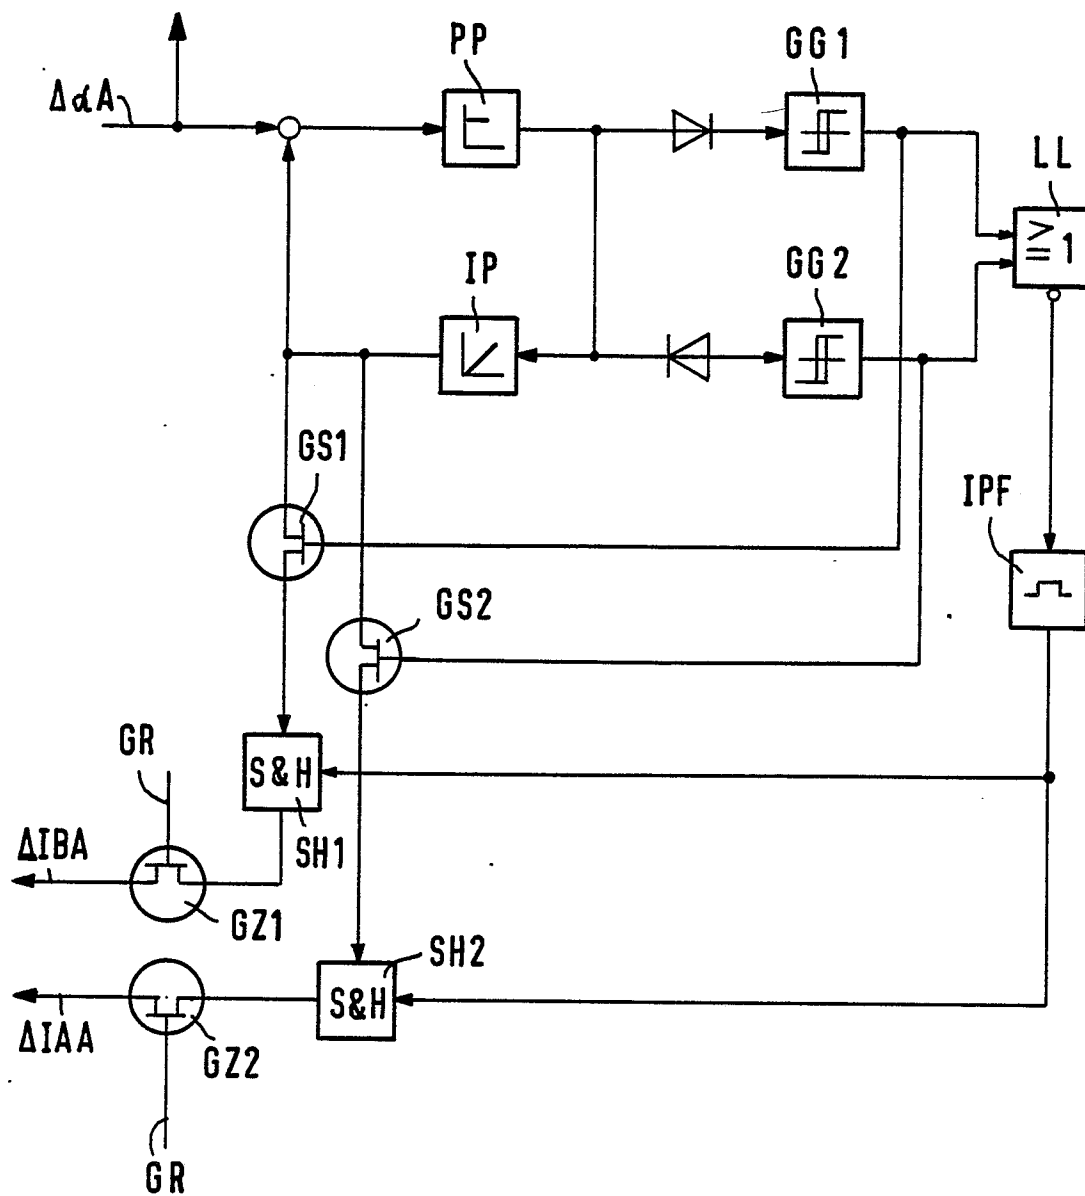 PP
GG1
ΔαA
LL
≥1
IP
GG2
GS1
IPF
GS2
GR
S&H
SH1
ΔIBA
GZ1
SH2
S&H
ΔIAA
GZ2
GR